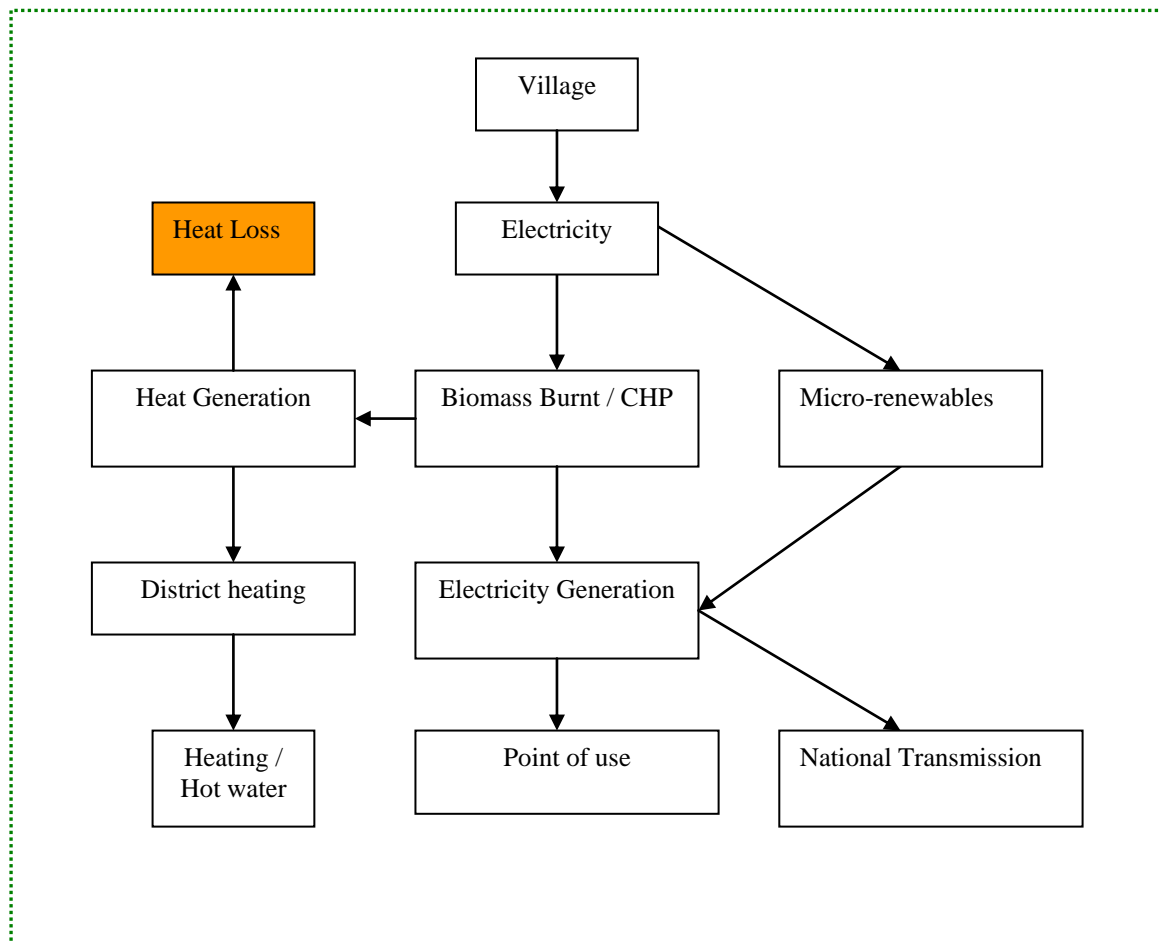 Village
Heat Loss
Electricity
Heat Generation
Biomass Burnt / CHP
Micro-renewables
District heating
Electricity Generation
Heating /
Hot water
Point of use
National Transmission